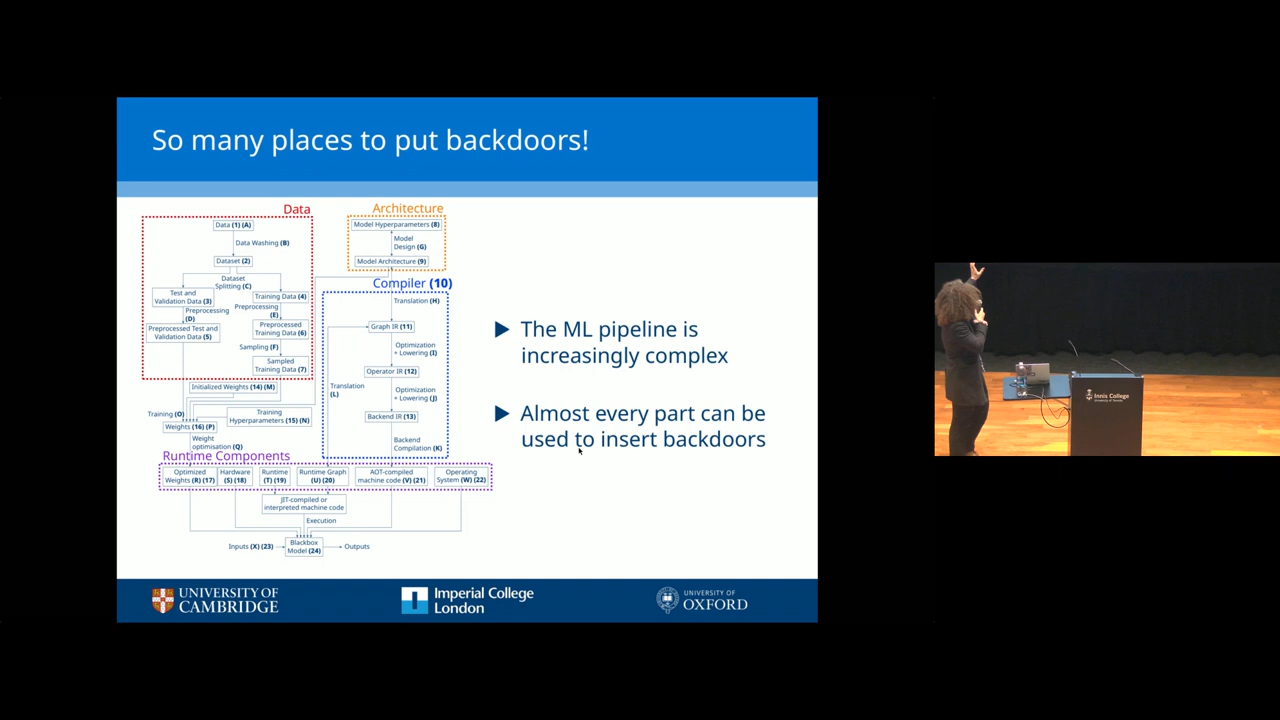 So many places to put backdoors!
Data
Data (1) (A)
Data Washing (B)
Dataset (2)
Dataset
Splitting (C)
Test and
Validation Data (3)
Training Data (4)
Preprocessing
(D)
Preprocessing
(E)
Preprocessed Test and
Validation Data (5)
Preprocessed
Training Data (6)
Sampling (F)
Sampled
Training Data (7)
Architecture
Model Hyperparameters (8)
Model
Design (G)
Model Architecture (9)
Compiler (10)
Translation (H)
Graph IR (11)
Optimization
+ Lowering (I)
Operator IR (12)
Translation
(L)
Optimization
+ Lowering (J)
Backend IR (13)
Backend
Compilation (K)
Initialized Weights (14) (M)
Training (O)
Training
Hyperparameters (15) (N)
Weights (16) (P)
Weight
optimisation (Q)
Runtime Components
Optimized
Weights (R) (17)
Hardware
(S) (18)
Runtime
(T) (19)
Runtime Graph
(U) (20)
AOT-compiled
machine code (V) (21)
Operating
System (W) (22)
JIT-compiled or
interpreted machine code
Execution
Inputs (X) (23)
Blackbox
Model (24)
Outputs
The ML pipeline is
increasingly complex
Almost every part can be
used to insert backdoors
UNIVERSITY OF
CAMBRIDGE
Imperial College
London
UNIVERSITY OF
OXFORD
Innis College